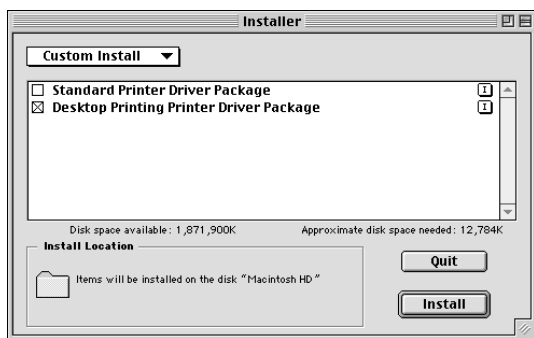 Installer
Custom Install
Standard Printer Driver Package I
Desktop Printing Printer Driver Package I
Disk space available: 1,871,900K Approximate disk space needed: 12,784K
Install Location
Items will be installed on the disk "Macintosh HD"
Quit
Install